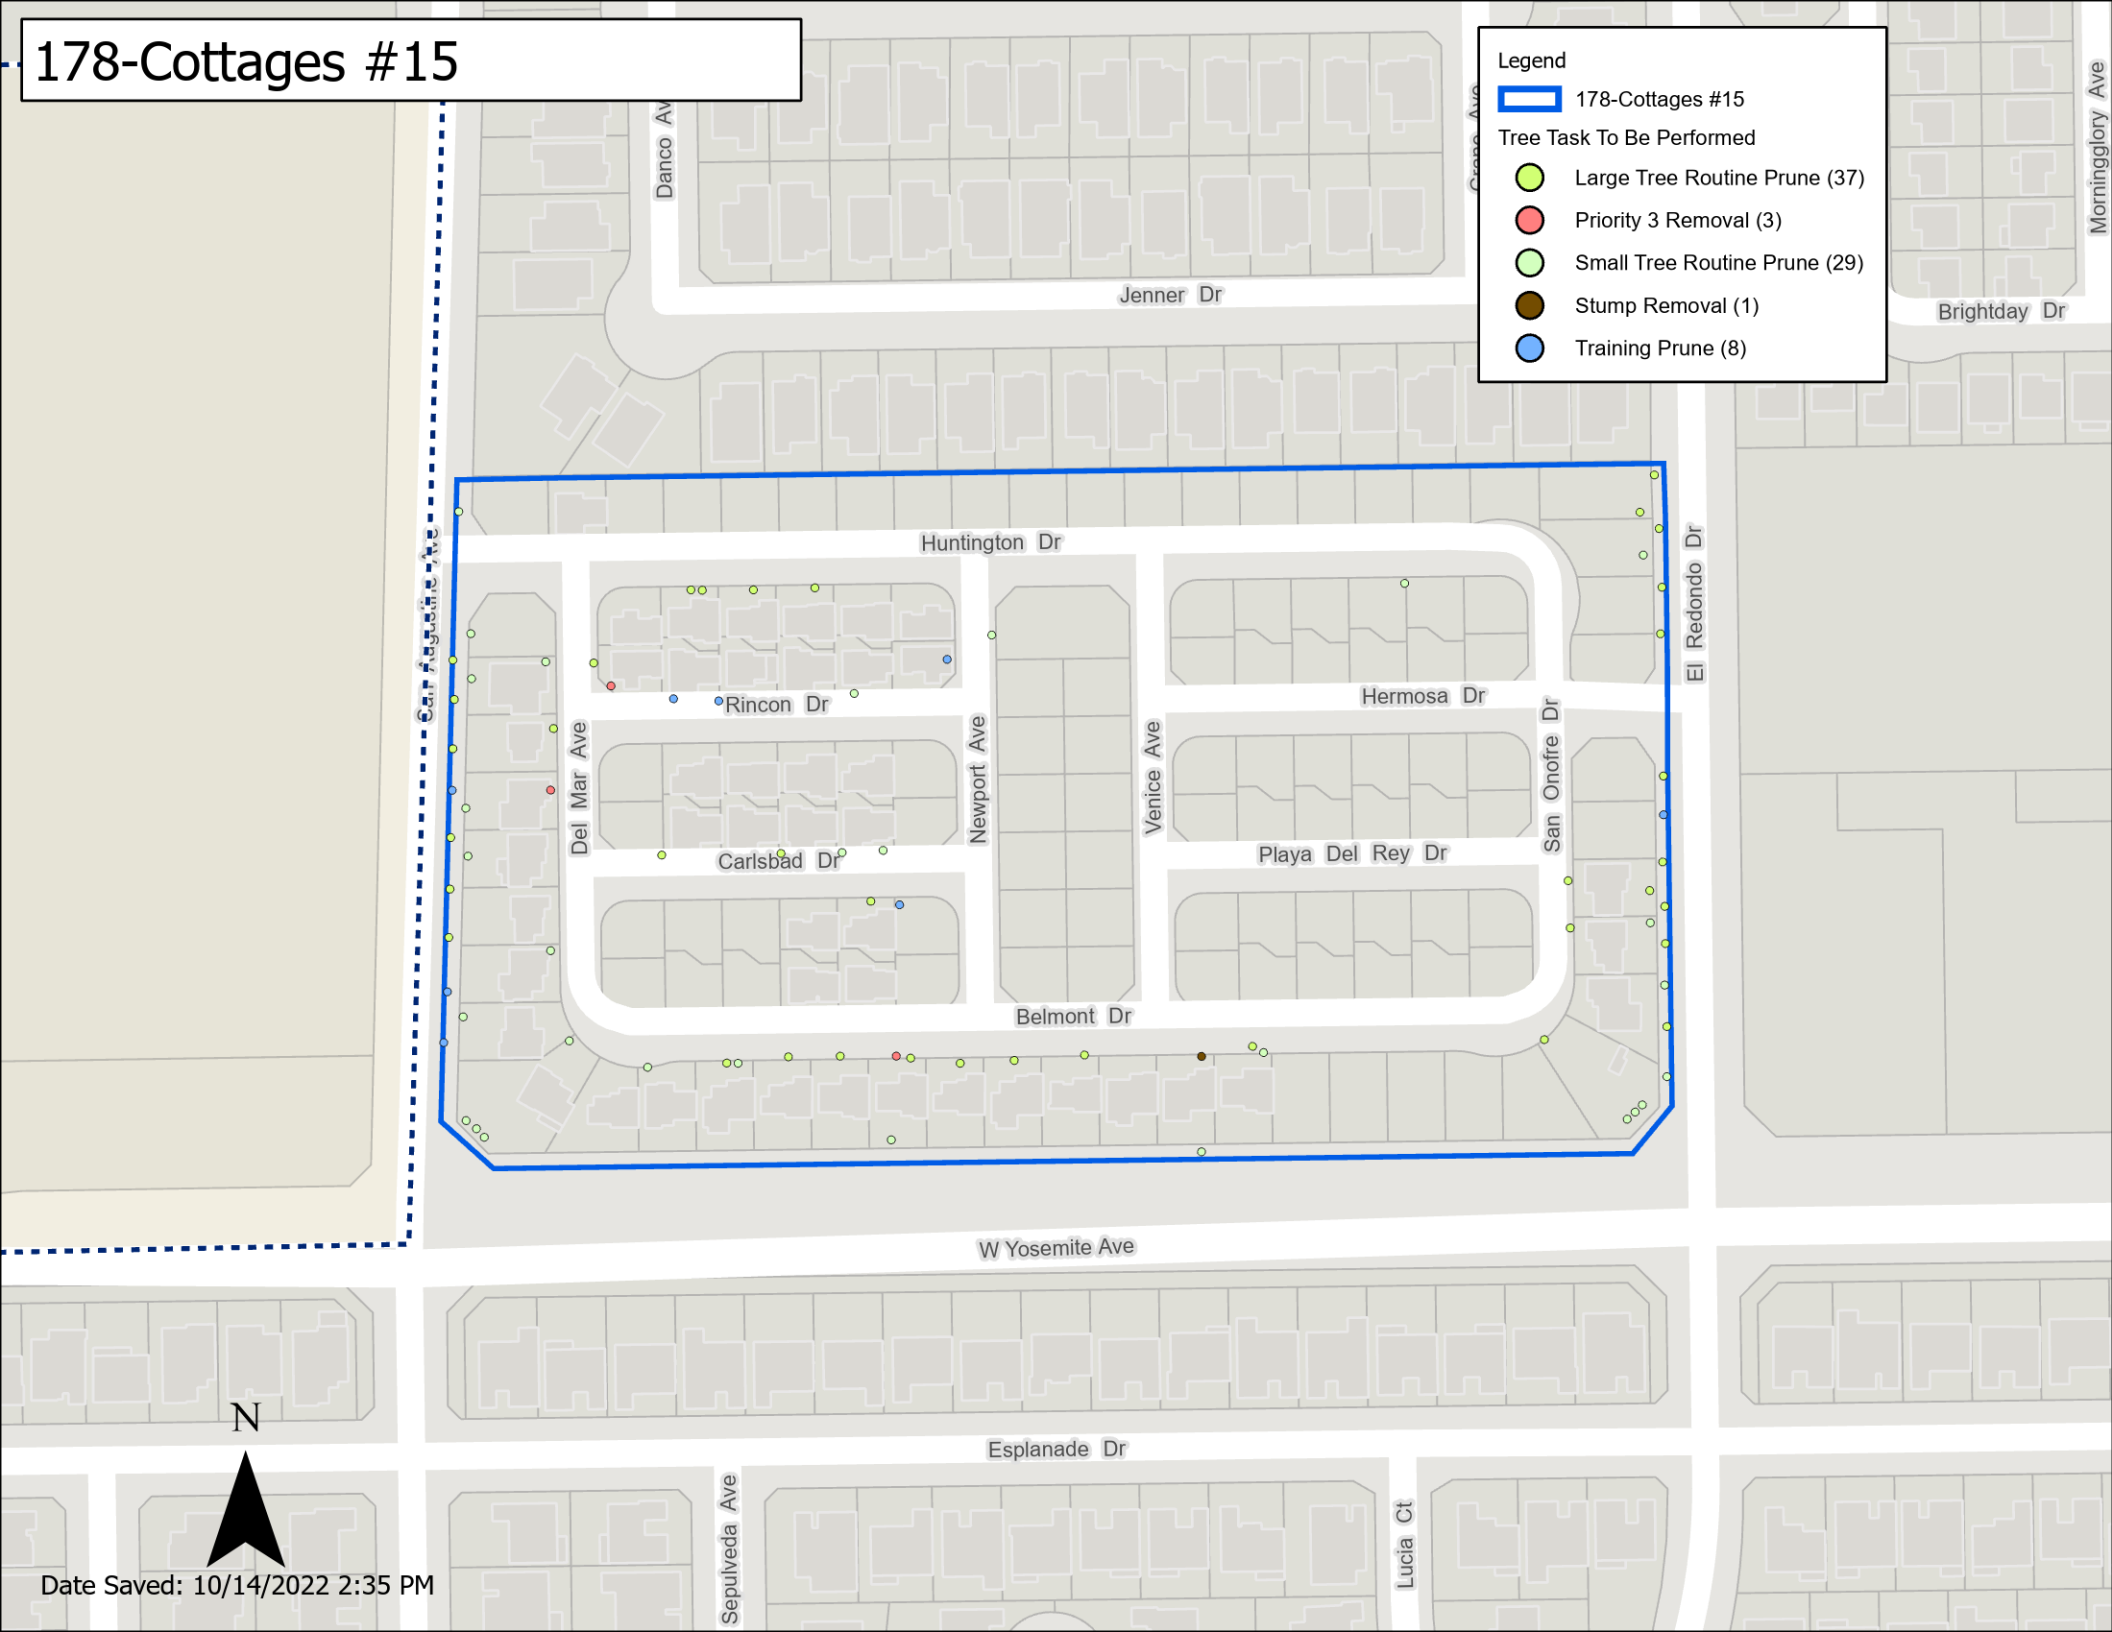 178-Cottages #15
Legend
178-Cottages #15
Tree Task To Be Performed
Large Tree Routine Prune (37)
Priority 3 Removal (3)
Small Tree Routine Prune (29)
Stump Removal (1)
Training Prune (8)
Danco Av
Morningglory Ave
Jenner Dr
Brightday Dr
Huntington Dr
San Augustine Ave
El Redondo Dr
Rincon Dr
Hermosa Dr
Del Mar Ave
Newport Ave
Venice Ave
San Onofre Dr
Carlsbad Dr
Playa Del Rey Dr
Belmont Dr
W Yosemite Ave
N
Esplanade Dr
Sepulveda Ave
Lucia Ct
Date Saved: 10/14/2022 2:35 PM